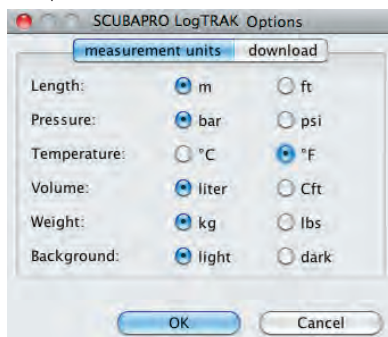 SCUBAPRO LogTRAK Options
measurement units download
Length: m ft
Pressure: bar psi
Temperature: °C °F
Volume: liter Cft
Weight: kg lbs
Background: light dark
OK Cancel